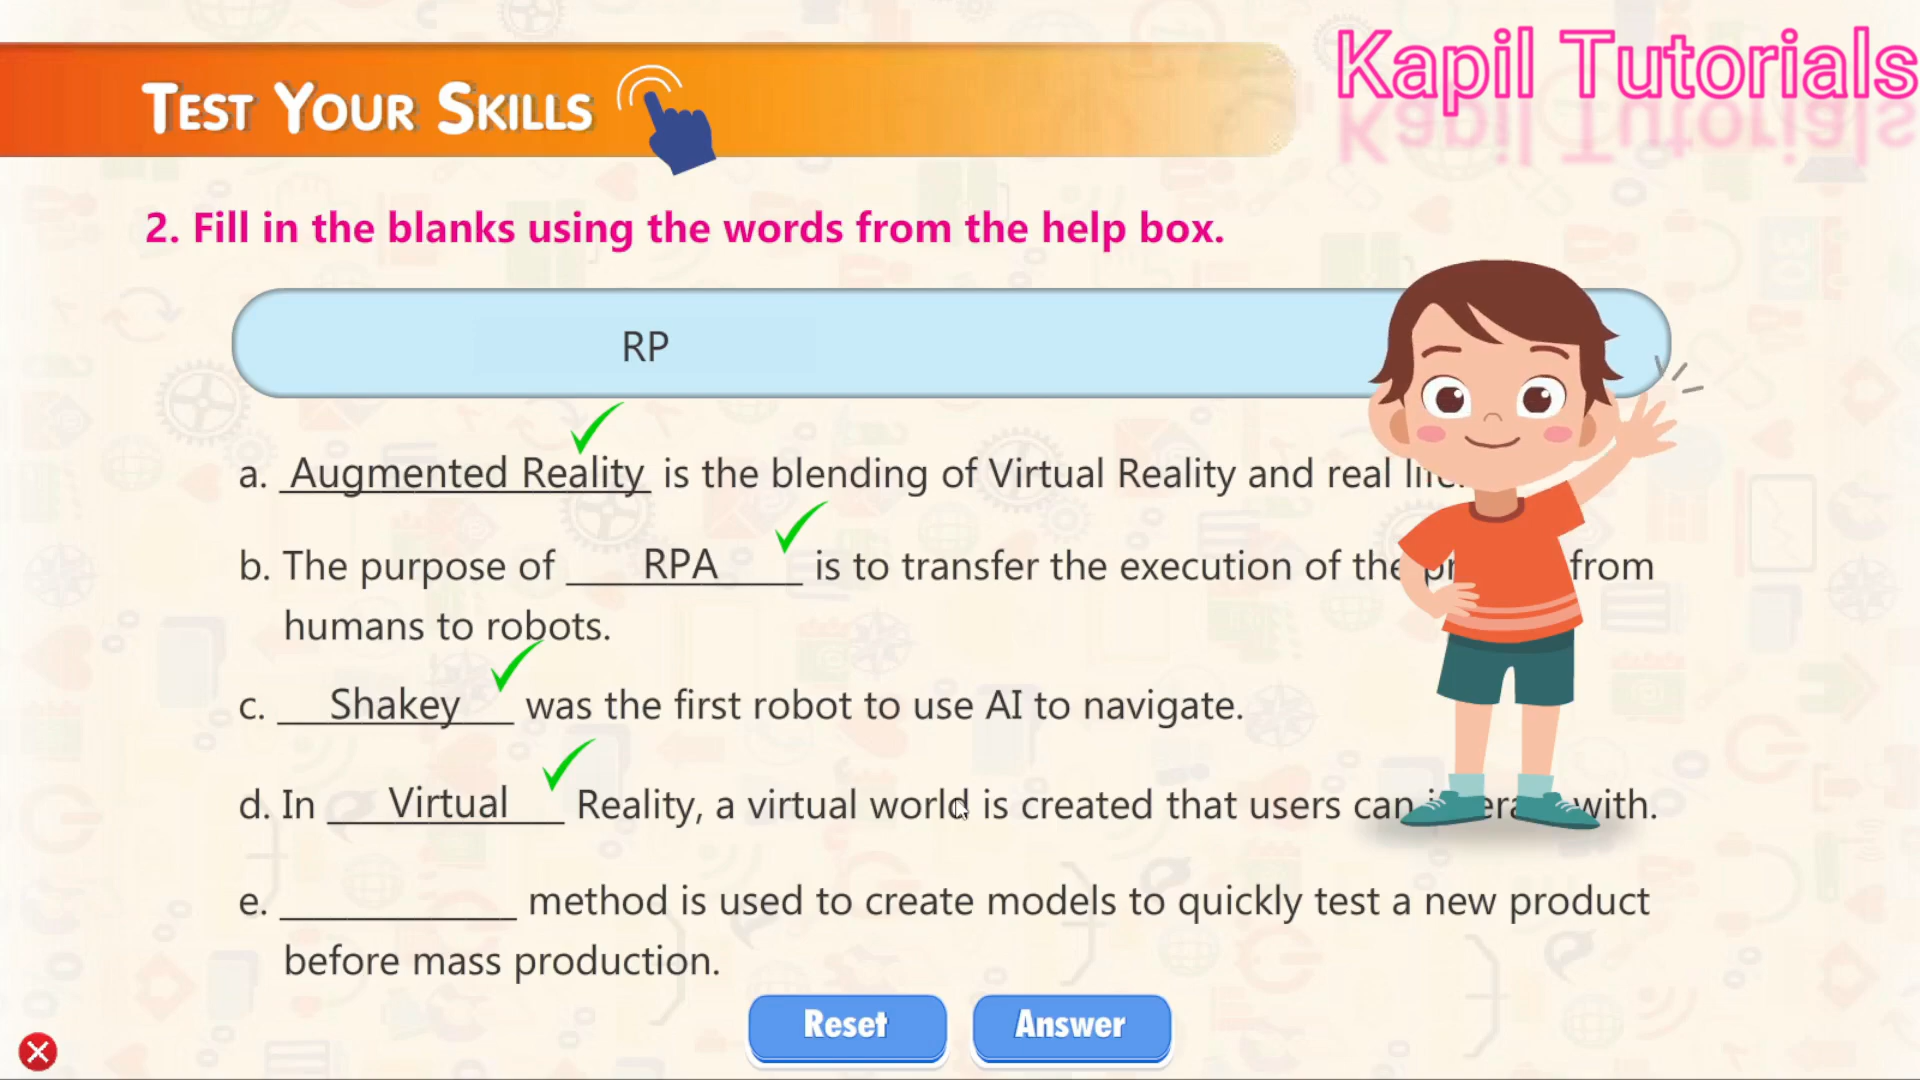 Kapil Tutorials
TEST YOUR SKILLS
2. Fill in the blanks using the words from the help box.
RP
a. Augmented Reality is the blending of Virtual Reality and real life.
b. The purpose of RPA is to transfer the execution of the from
humans to robots.
c. Shakey was the first robot to use AI to navigate.
d. In Virtual Reality, a virtual world is created that users can with.
e. ____________ method is used to create models to quickly test a new product
before mass production.
Reset
Answer